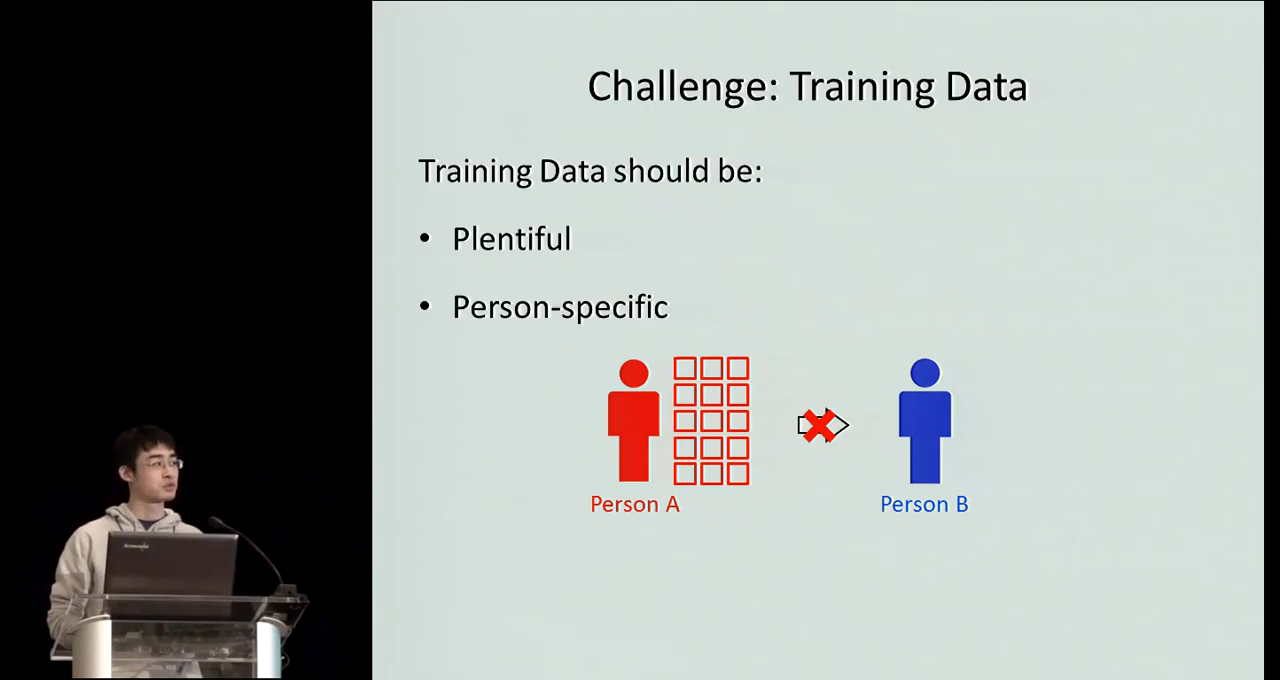 Challenge: Training Data
Training Data should be:
• Plentiful
• Person-specific
Person A
Person B